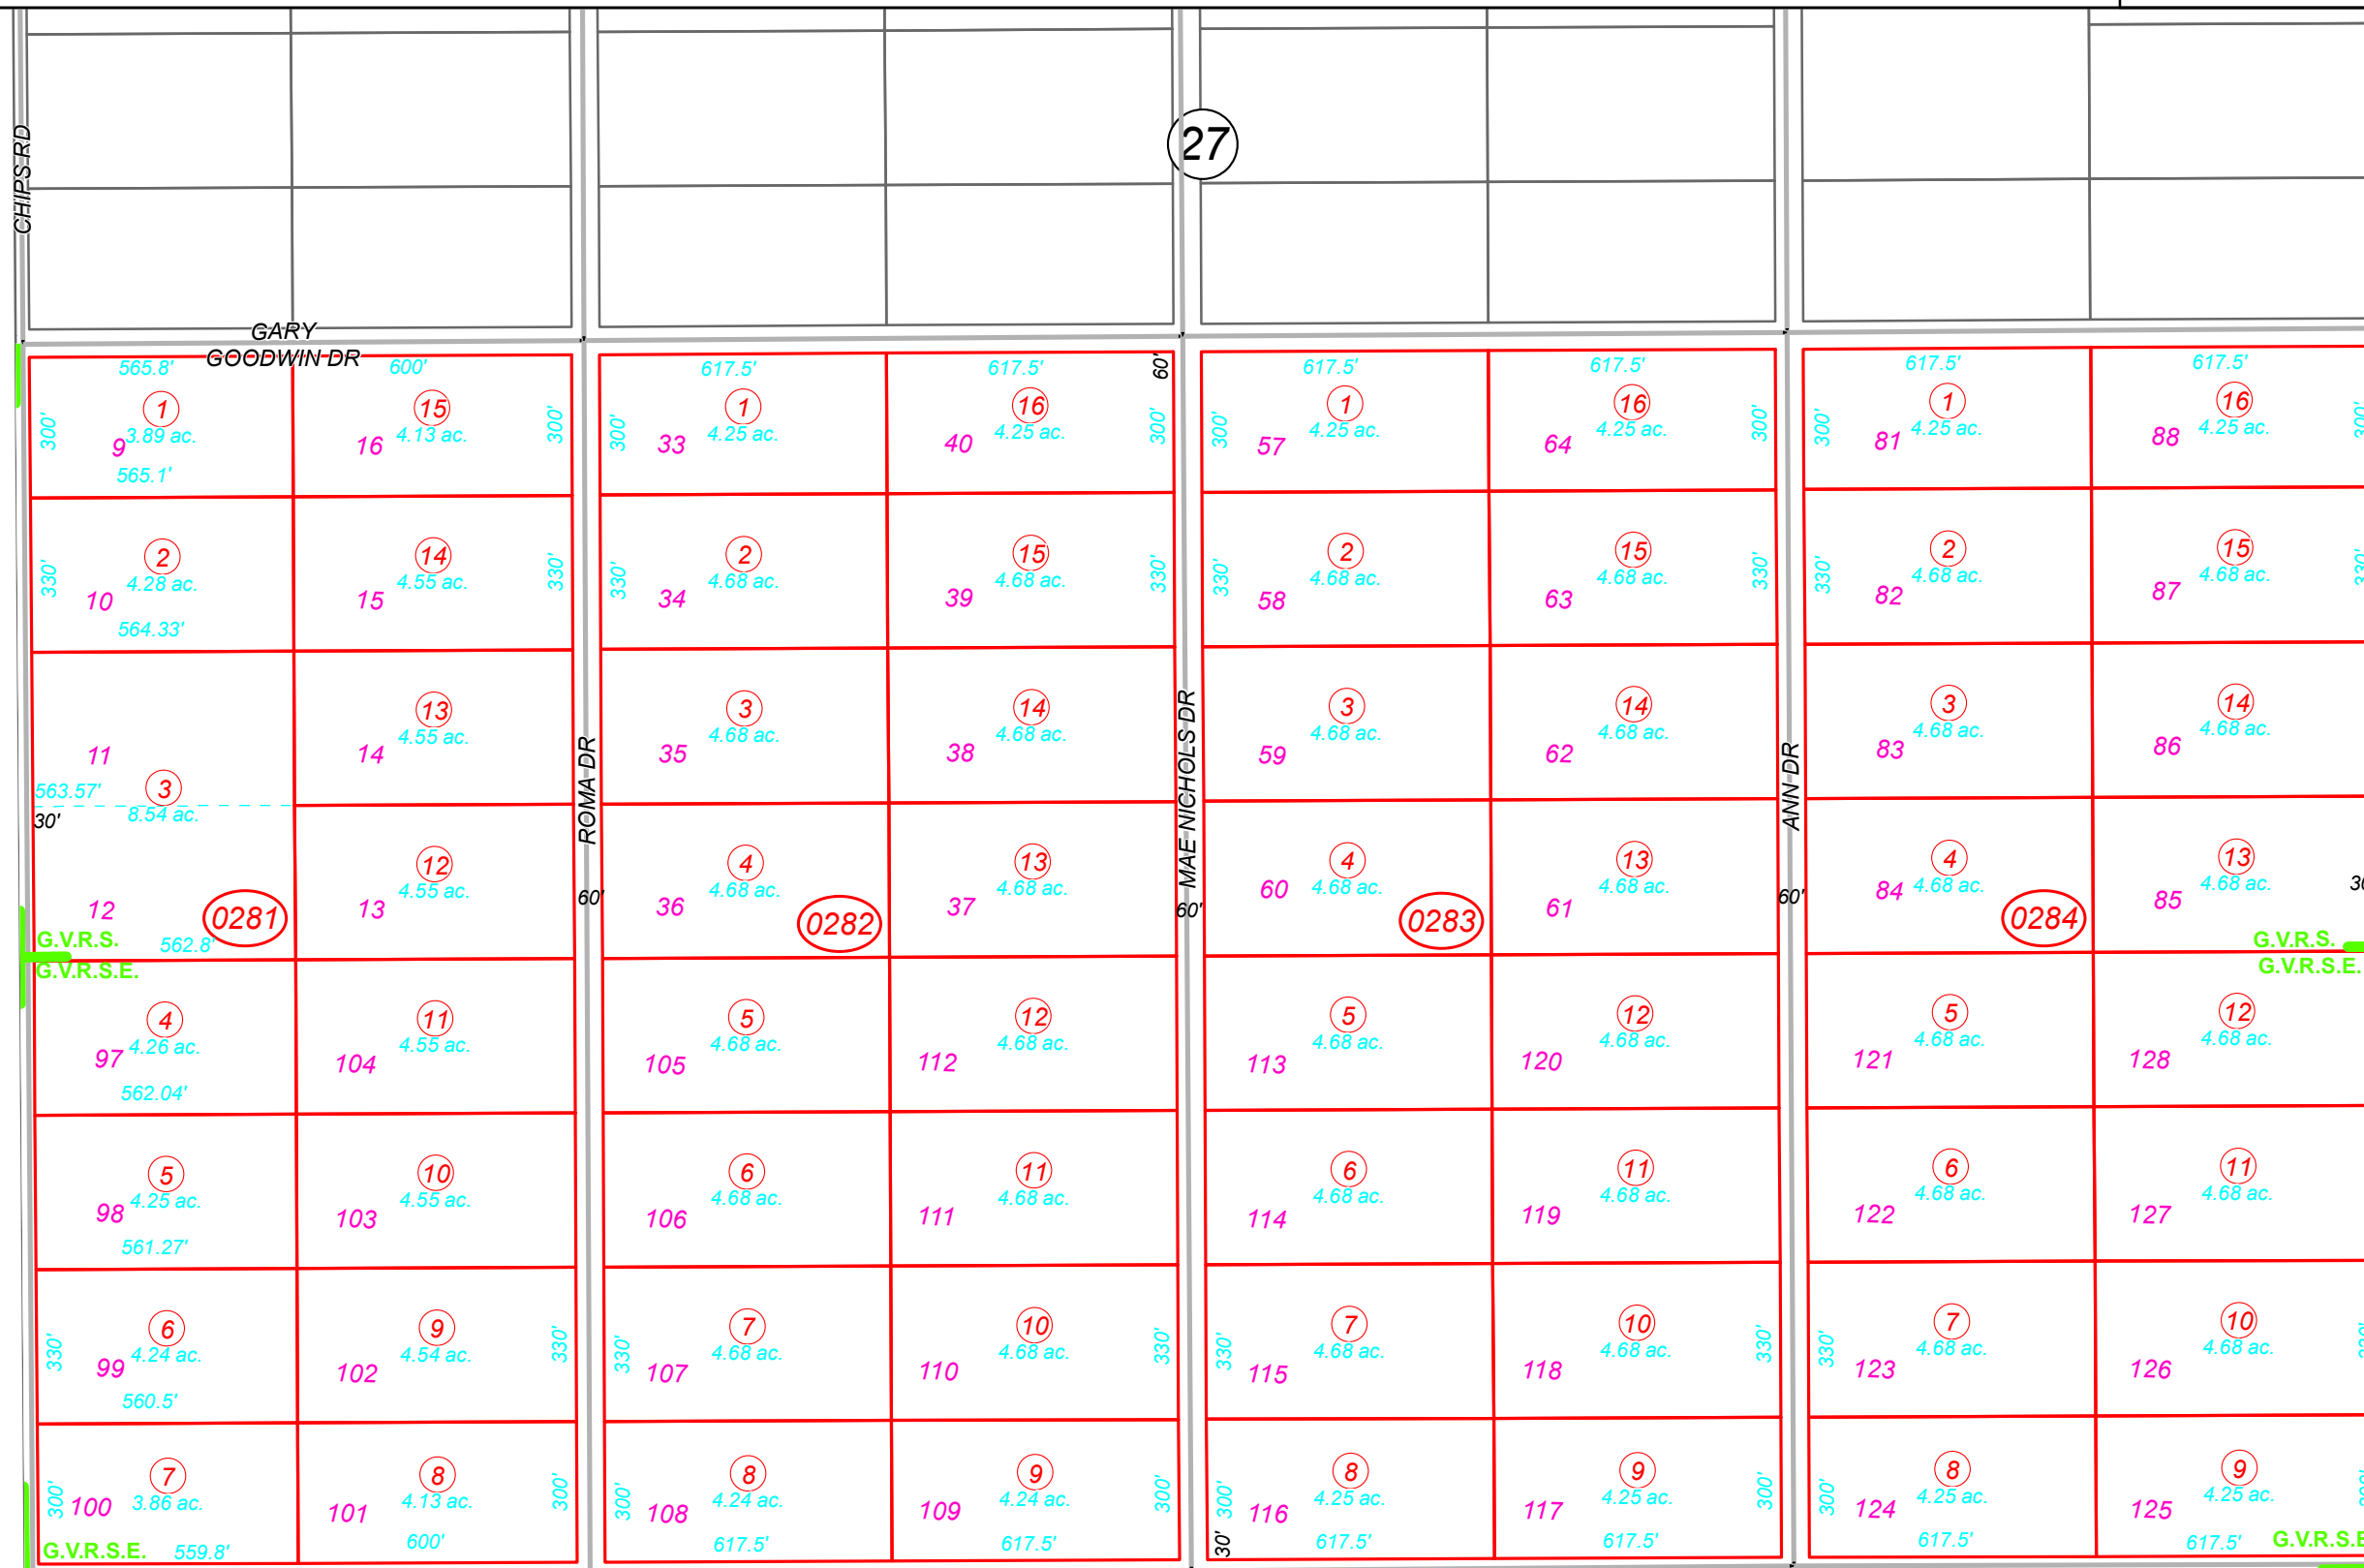 27
CHIPS RD
GARY
GOODWIN DR
565.8' 600' 617.5' 617.5' 60' 617.5' 617.5' 617.5' 617.5'
300' 1 3.89 ac. 9 565.1'
15 4.13 ac. 16 300'
300' 1 4.25 ac. 33
16 4.25 ac. 40 300'
300' 1 4.25 ac. 57
16 4.25 ac. 64 300'
300' 1 4.25 ac. 81
16 4.25 ac. 88
330' 2 4.28 ac. 10 564.33'
14 4.55 ac. 15 330'
330' 2 4.68 ac. 34
15 4.68 ac. 39 330'
330' 2 4.68 ac. 58
15 4.68 ac. 63 330'
330' 2 4.68 ac. 82
15 4.68 ac. 87
11 563.57' 3 8.54 ac.
13 4.55 ac. 14
3 4.68 ac. 35
14 4.68 ac. 38
3 4.68 ac. 59
14 4.68 ac. 62
3 4.68 ac. 83
14 4.68 ac. 86
ROMA DR
MAE NICHOLS DR
ANN DR
30' 12 0281 562.8'
12 4.55 ac. 13
60'
4 4.68 ac. 36 0282
13 4.68 ac. 37
60'
4 4.68 ac. 60 0283
13 4.68 ac. 61
60'
4 4.68 ac. 84 0284
13 4.68 ac. 85
G.V.R.S.
G.V.R.S.E.
G.V.R.S.
G.V.R.S.E.
4 4.26 ac. 97 562.04'
11 4.55 ac. 104
5 4.68 ac. 105
12 4.68 ac. 112
5 4.68 ac. 113
12 4.68 ac. 120
5 4.68 ac. 121
12 4.68 ac. 128
5 4.25 ac. 98 561.27'
10 4.55 ac. 103
6 4.68 ac. 106
11 4.68 ac. 111
6 4.68 ac. 114
11 4.68 ac. 119
6 4.68 ac. 122
11 4.68 ac. 127
330' 6 4.24 ac. 99 560.5'
9 4.54 ac. 102 330'
330' 7 4.68 ac. 107
10 4.68 ac. 110 330'
330' 7 4.68 ac. 115
10 4.68 ac. 118 330'
330' 7 4.68 ac. 123
10 4.68 ac. 126
300' 7 3.86 ac. 100 G.V.R.S.E. 559.8'
8 4.13 ac. 101 300' 600'
300' 8 4.24 ac. 108 617.5'
9 4.24 ac. 109 300' 617.5'
300' 8 4.25 ac. 116 30' 617.5'
9 4.25 ac. 117 300' 617.5'
300' 8 4.25 ac. 124 617.5'
9 4.25 ac. 125 617.5'